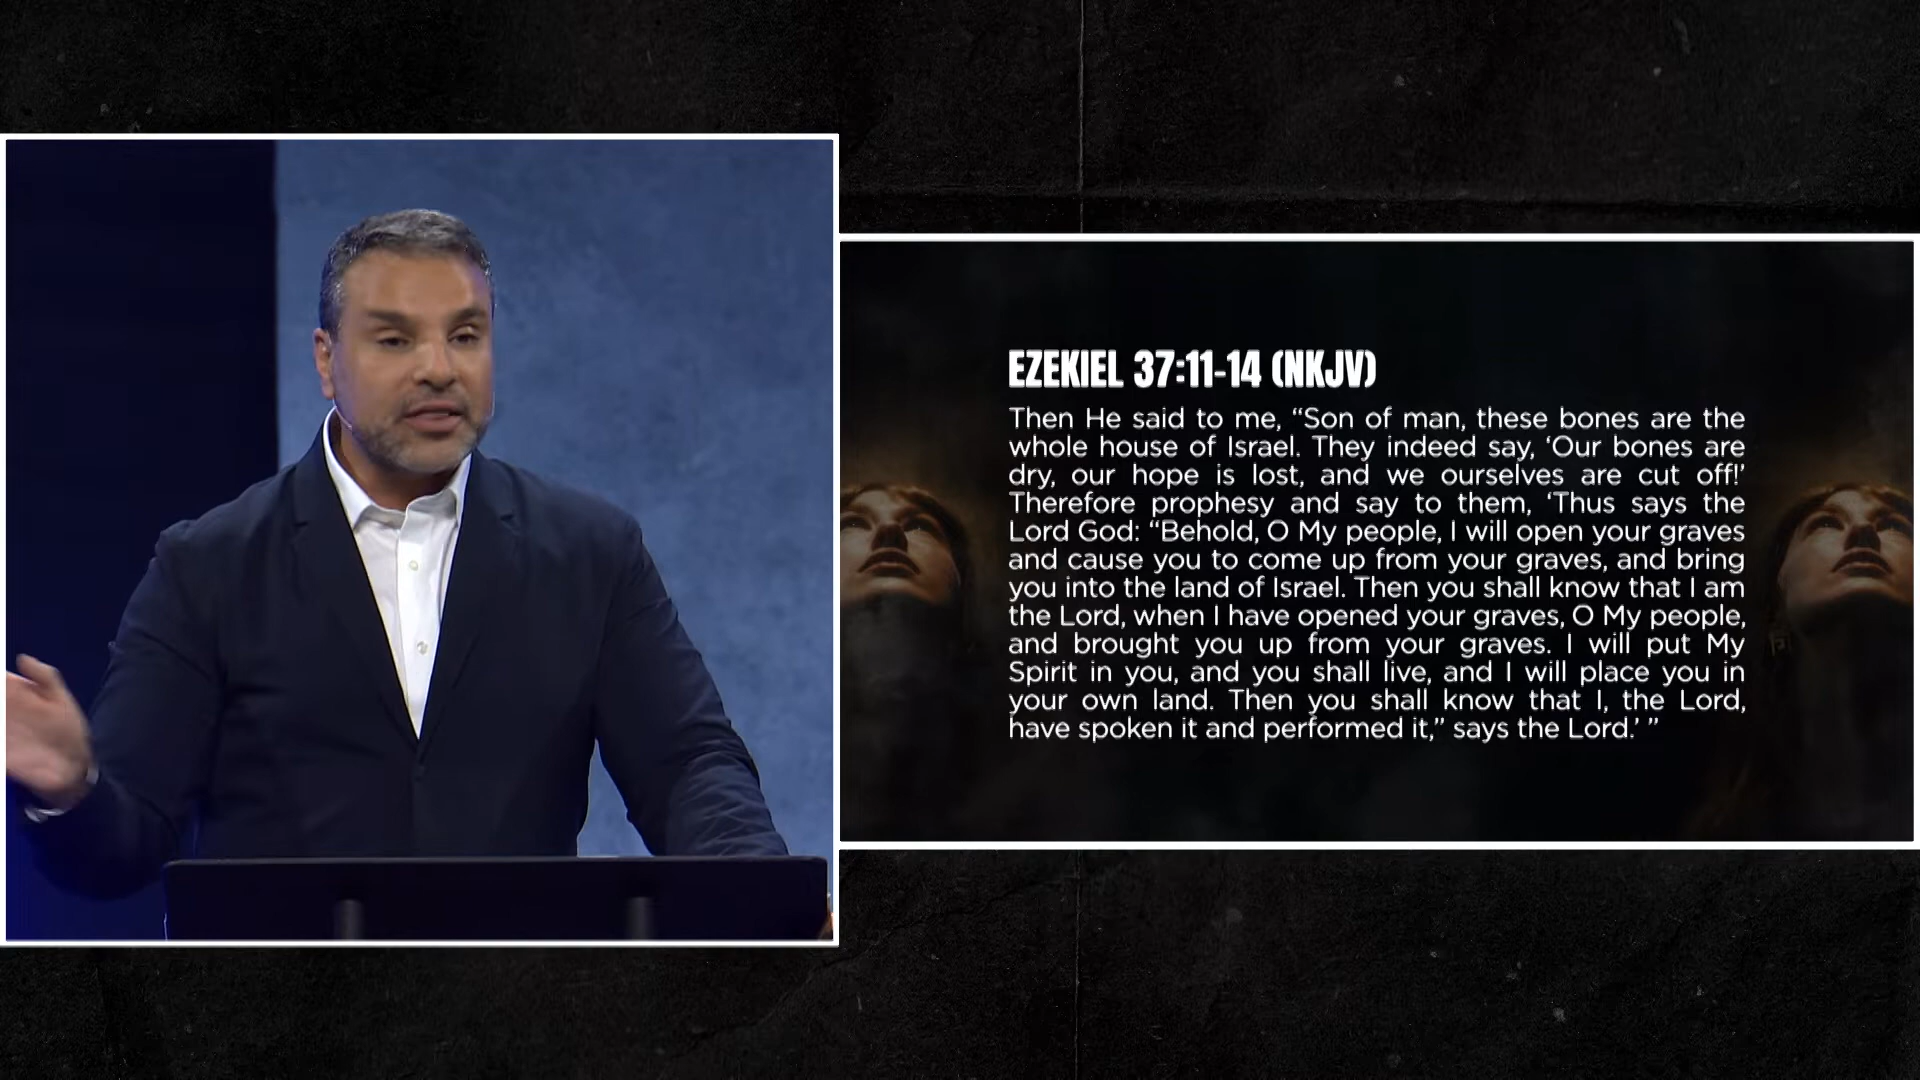 EZEKIEL 37:11-14 (NKJV)
Then He said to me, “Son of man, these bones are the
whole house of Israel. They indeed say, ‘Our bones are
dry, our hope is lost, and we ourselves are cut off!’
Therefore prophesy and say to them, ‘Thus says the
Lord God: “Behold, O My people, I will open your graves
and cause you to come up from your graves, and bring
you into the land of Israel. Then you shall know that I am
the Lord, when I have opened your graves, O My people,
and brought you up from your graves. I will put My
Spirit in you, and you shall live, and I will place you in
your own land. Then you shall know that I, the Lord,
have spoken it and performed it,” says the Lord.’ ”